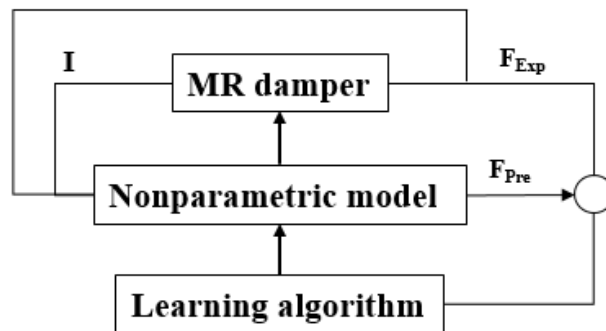 I
F_Exp
MR damper
Nonparametric model
F_Pre
Learning algorithm